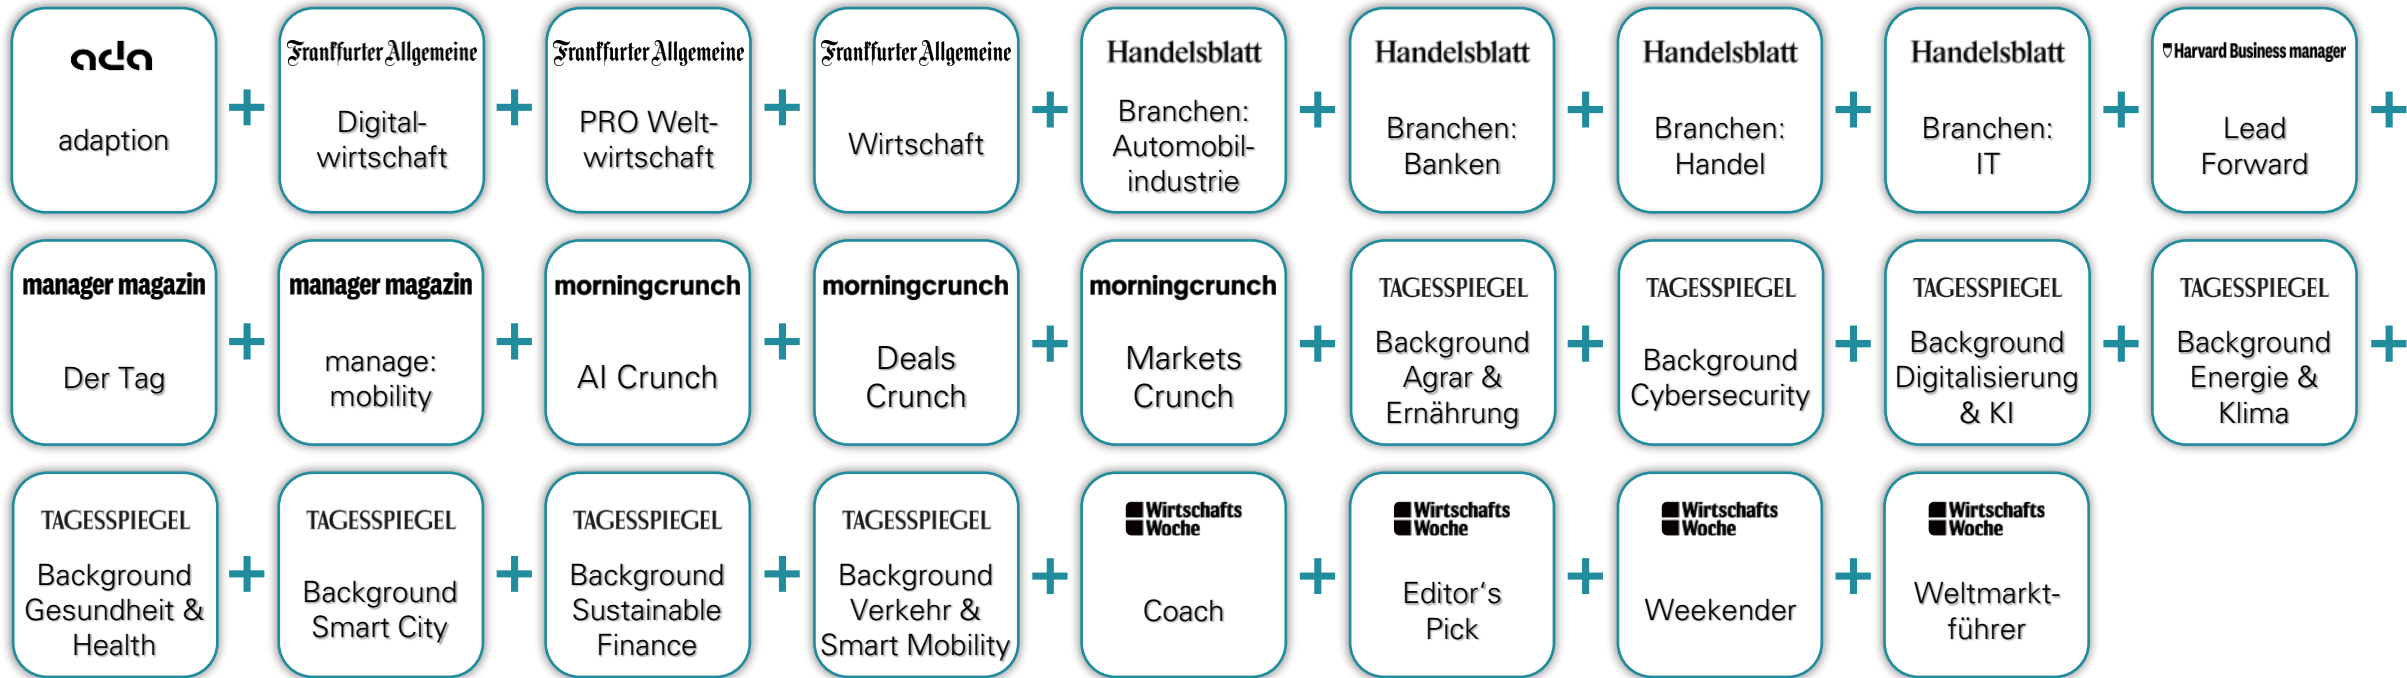 ada
adaption
+
Frankfurter Allgemeine
Digital-
wirtschaft
+
Frankfurter Allgemeine
PRO Welt-
wirtschaft
+
Frankfurter Allgemeine
Wirtschaft
+
Handelsblatt
Branchen:
Automobil-
industrie
+
Handelsblatt
Branchen:
Banken
+
Handelsblatt
Branchen:
Handel
+
Handelsblatt
Branchen:
IT
+
Harvard Business manager
Lead
Forward
+
manager magazin
Der Tag
+
manager magazin
manage:
mobility
+
morningcrunch
AI Crunch
+
morningcrunch
Deals
Crunch
+
morningcrunch
Markets
Crunch
+
TAGESSPIEGEL
Background
Agrar &
Ernährung
+
TAGESSPIEGEL
Background
Cybersecurity
+
TAGESSPIEGEL
Background
Digitalisierung
& KI
+
TAGESSPIEGEL
Background
Energie &
Klima
+
TAGESSPIEGEL
Background
Gesundheit &
Health
+
TAGESSPIEGEL
Background
Smart City
+
TAGESSPIEGEL
Background
Sustainable
Finance
+
TAGESSPIEGEL
Background
Verkehr &
Smart Mobility
+
Wirtschafts
Woche
Coach
+
Wirtschafts
Woche
Editor‘s
Pick
+
Wirtschafts
Woche
Weekender
+
Wirtschafts
Woche
Weltmarkt-
führer